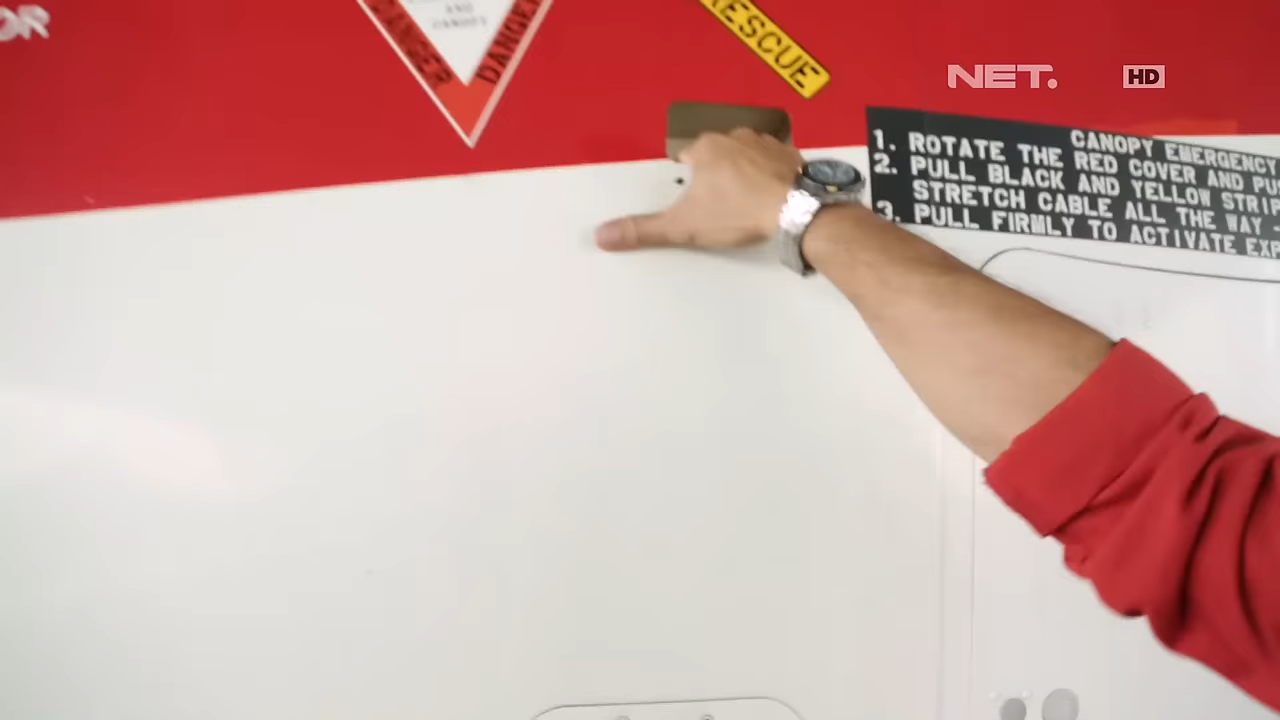 OR
AND
CANOPY
DANGER
DANGER
RESCUE
NET.
HD
CANOPY EMERGENCY
1. ROTATE THE RED COVER AND PU
2. PULL BLACK AND YELLOW STRIP
STRETCH CABLE ALL THE WAY
3. PULL FIRMLY TO ACTIVATE EXP